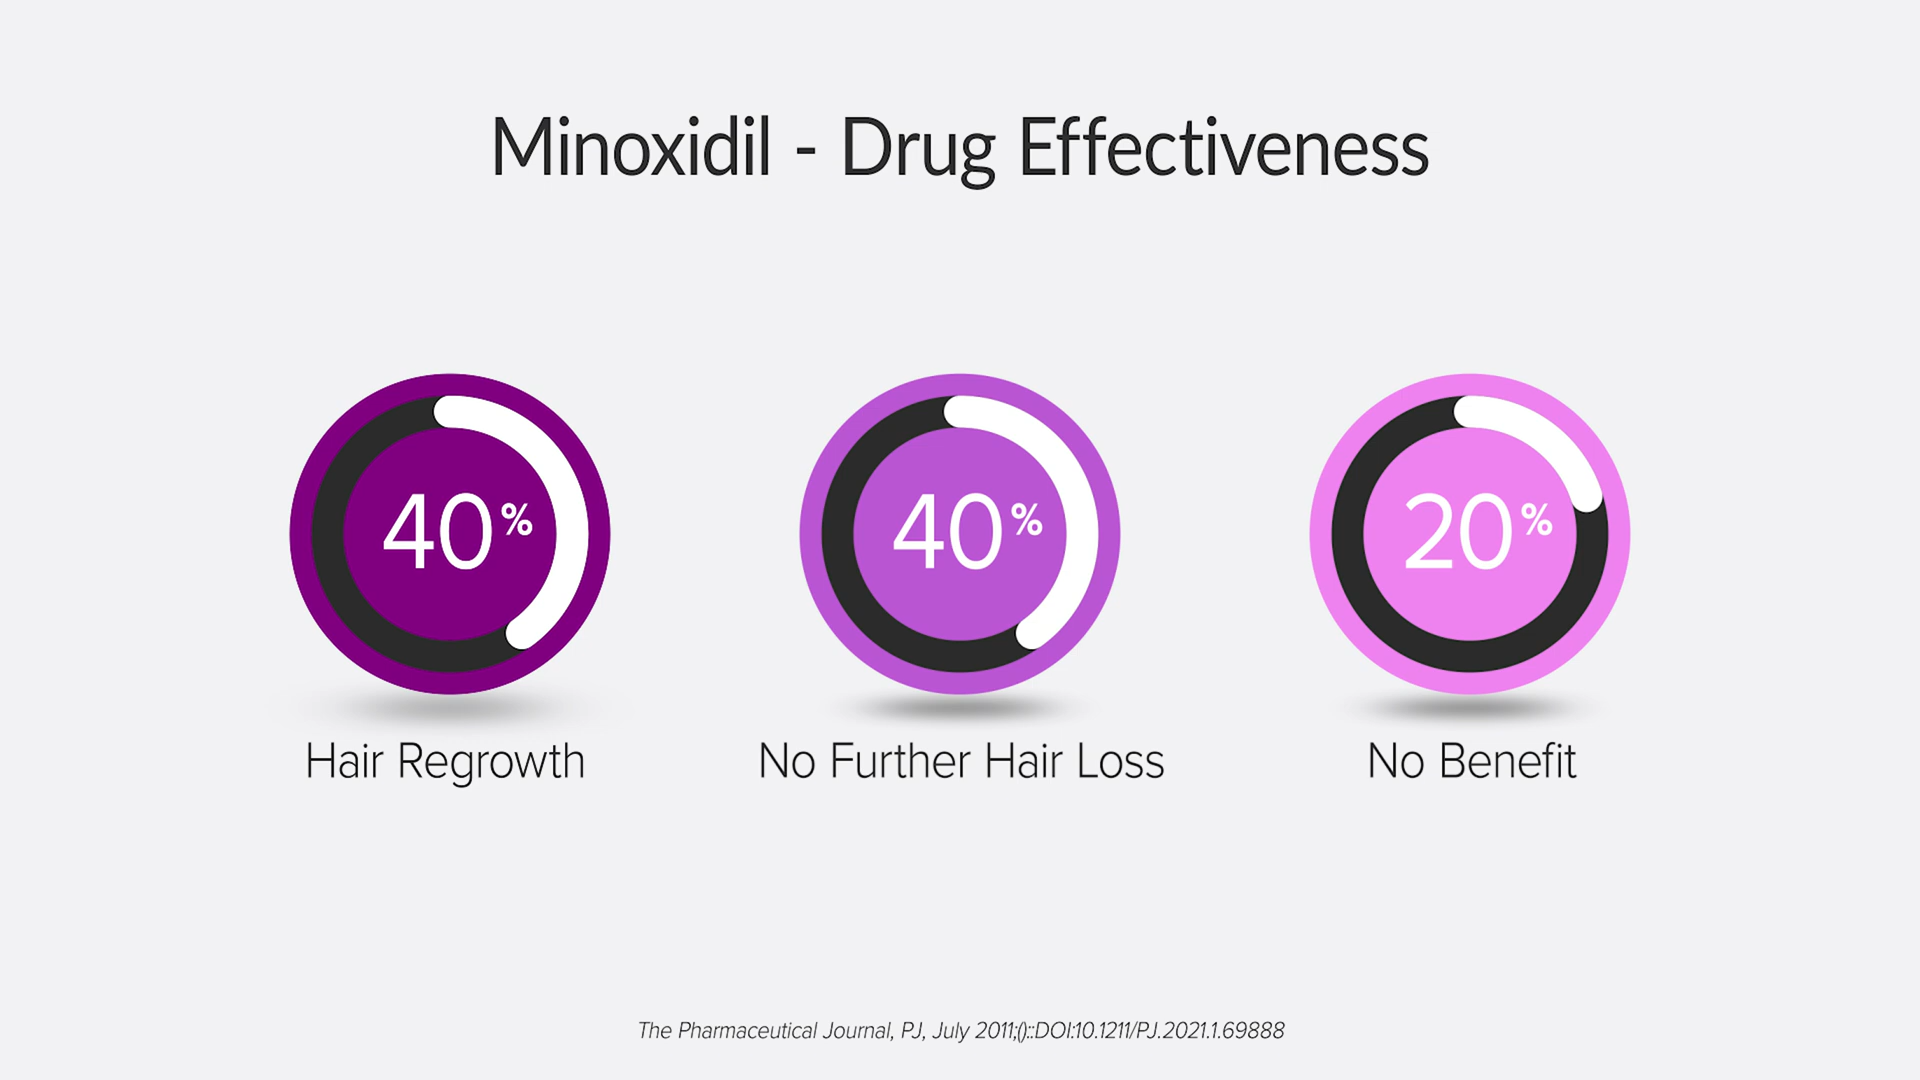 Minoxidil - Drug Effectiveness
40%
40%
20%
Hair Regrowth
No Further Hair Loss
No Benefit
The Pharmaceutical Journal, PJ, July 2011;()::DOI:10.1211/PJ.2021.1.69888